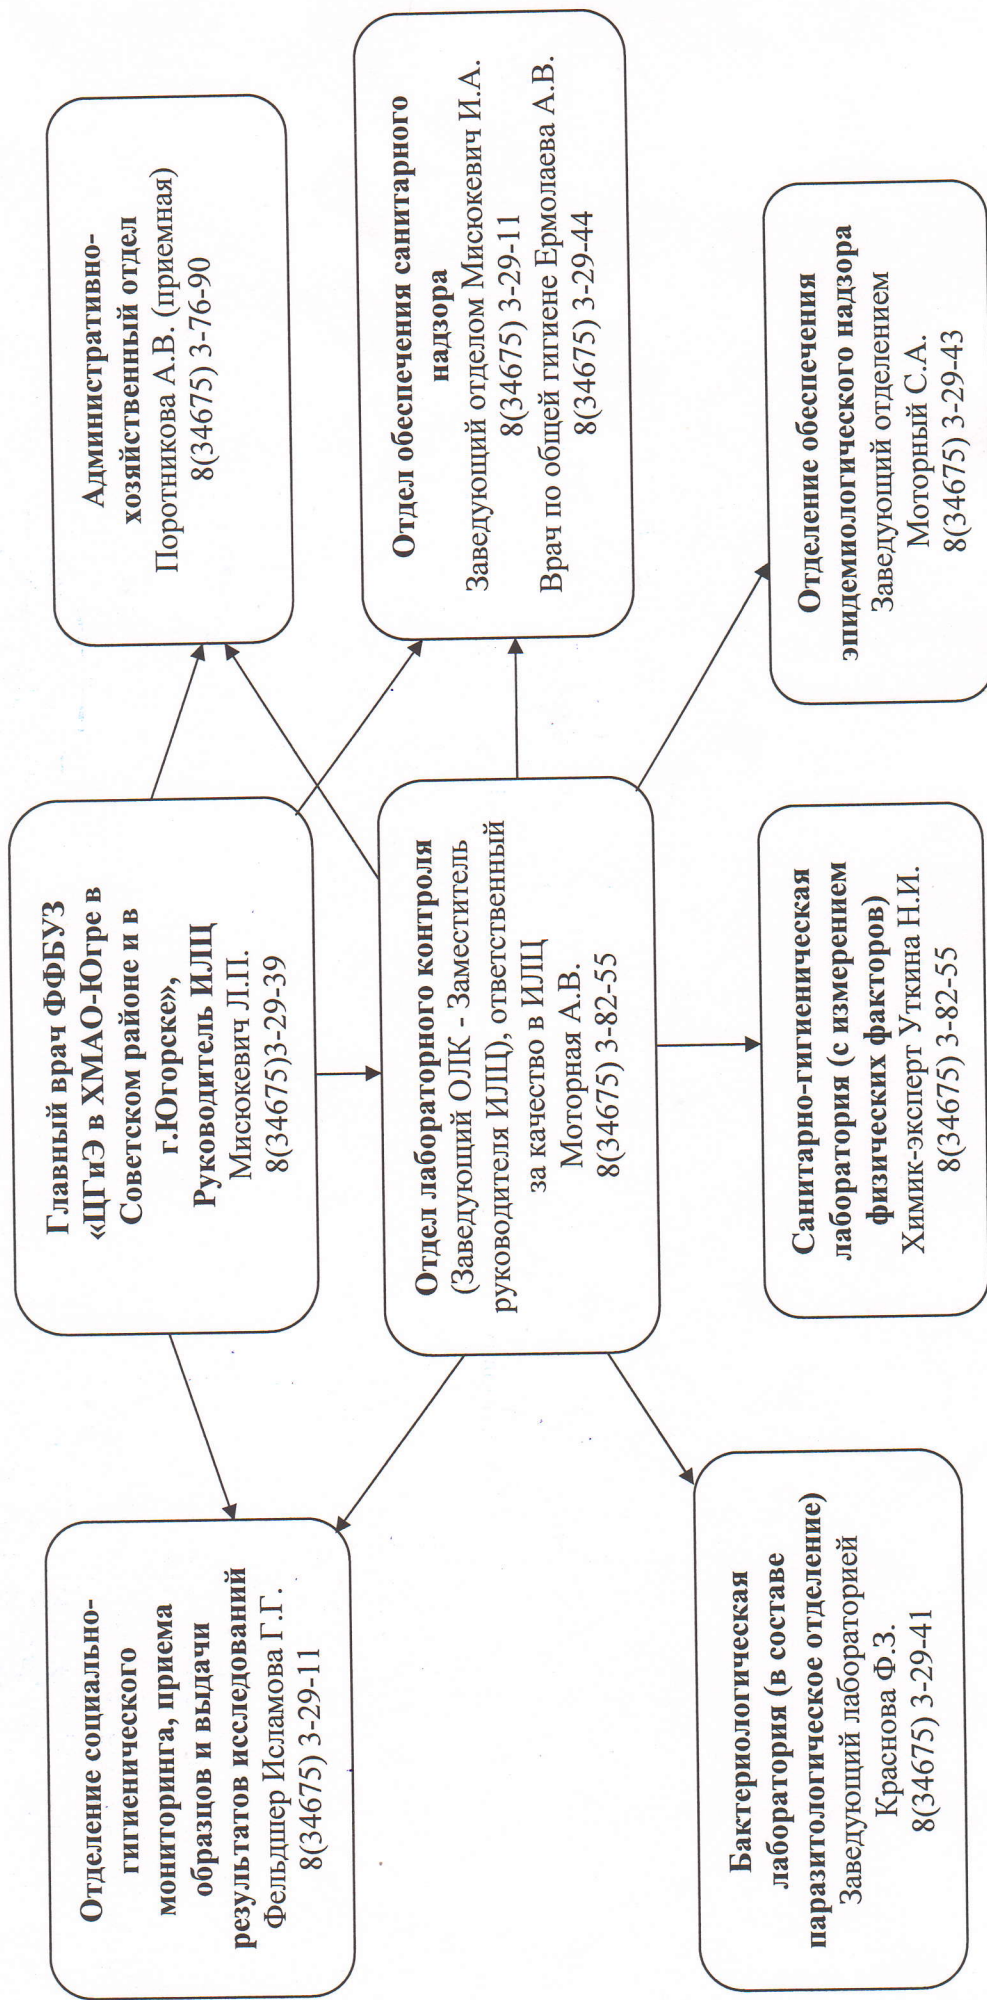 Главный врач ФФБУЗ
«ЦГиЭ в ХМАО-Югре в
Советском районе и в
г.Югорске»,
Руководитель ИЛЦ
Мисюкевич Л.П.
8(34675)3-29-39
Отделение социально-
гигиенического
мониторинга, приема
образцов и выдачи
результатов исследований
Фельдшер Исламова Г.Г.
8(34675) 3-29-11
Административно-
хозяйственный отдел
Поротникова А.В. (приемная)
8(34675) 3-76-90
Отдел лабораторного контроля
(Заведующий ОЛК - Заместитель
руководителя ИЛЦ), ответственный
за качество в ИЛЦ
Моторная А.В.
8(34675) 3-82-55
Отдел обеспечения санитарного
надзора
Заведующий отделом Мисюкевич И.А.
8(34675) 3-29-11
Врач по общей гигиене Ермолаева А.В.
8(34675) 3-29-44
Бактериологическая
лаборатория (в составе
паразитологическое отделение)
Заведующий лабораторией
Краснова Ф.З.
8(34675) 3-29-41
Санитарно-гигиеническая
лаборатория (с измерением
физических факторов)
Химик-эксперт Уткина Н.И.
8(34675) 3-82-55
Отделение обеспечения
эпидемиологического надзора
Заведующий отделением
Моторный С.А.
8(34675) 3-29-43